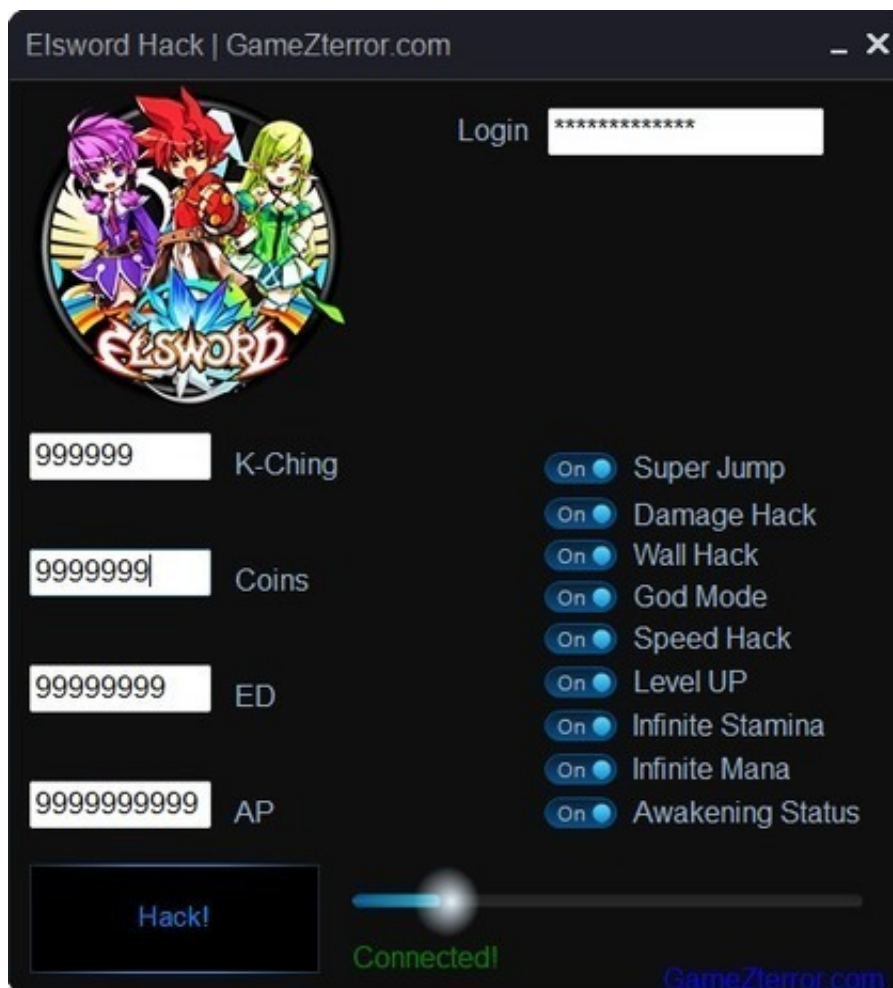 Elsword Hack | GameZterror.com
Login *************
ELSWORD
999999 K-Ching
9999999 Coins
99999999 ED
9999999999 AP
On Super Jump
On Damage Hack
On Wall Hack
On God Mode
On Speed Hack
On Level UP
On Infinite Stamina
On Infinite Mana
On Awakening Status
Hack!
Connected!
GameZterror.com